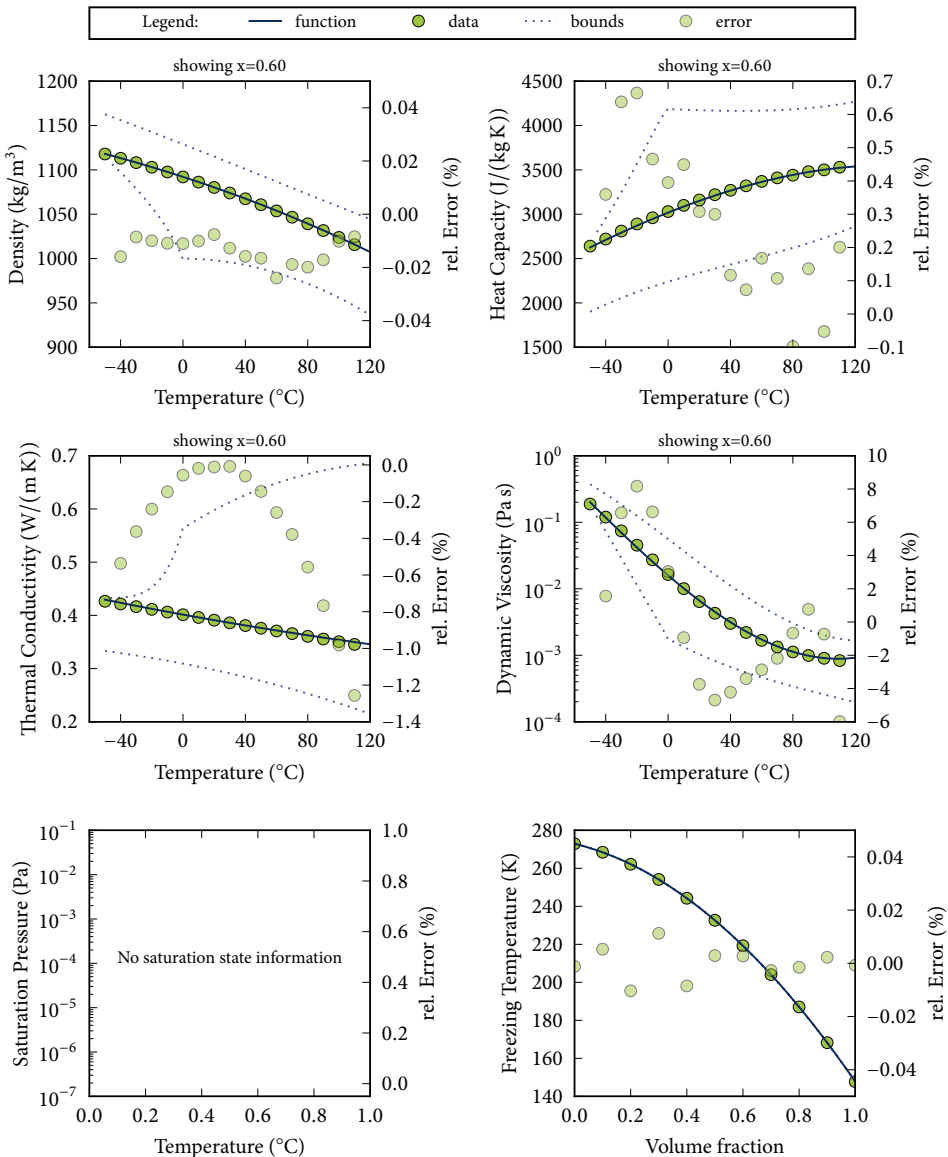 Legend: function data bounds error
showing x=0.60
1200
1150
1100
1050
1000
950
900
Density (kg/m³)
0.04
0.02
0.00
−0.02
−0.04
rel. Error (%)
−40 0 40 80 120
Temperature (°C)
showing x=0.60
4500
4000
3500
3000
2500
2000
1500
Heat Capacity (J/(kg K))
0.7
0.6
0.5
0.4
0.3
0.2
0.1
0.0
−0.1
rel. Error (%)
−40 0 40 80 120
Temperature (°C)
showing x=0.60
0.7
0.6
0.5
0.4
0.3
0.2
Thermal Conductivity (W/(m K))
0.0
−0.2
−0.4
−0.6
−0.8
−1.0
−1.2
−1.4
rel. Error (%)
−40 0 40 80 120
Temperature (°C)
showing x=0.60
10⁰
10⁻¹
10⁻²
10⁻³
10⁻⁴
Dynamic Viscosity (Pa s)
10
8
6
4
2
0
−2
−4
−6
rel. Error (%)
−40 0 40 80 120
Temperature (°C)
10⁻¹
10⁻²
10⁻³
10⁻⁴
10⁻⁵
10⁻⁶
10⁻⁷
Saturation Pressure (Pa)
No saturation state information
1.0
0.8
0.6
0.4
0.2
0.0
rel. Error (%)
0.0 0.2 0.4 0.6 0.8 1.0
Temperature (°C)
280
260
240
220
200
180
160
140
Freezing Temperature (K)
0.04
0.02
0.00
−0.02
−0.04
rel. Error (%)
0.0 0.2 0.4 0.6 0.8 1.0
Volume fraction